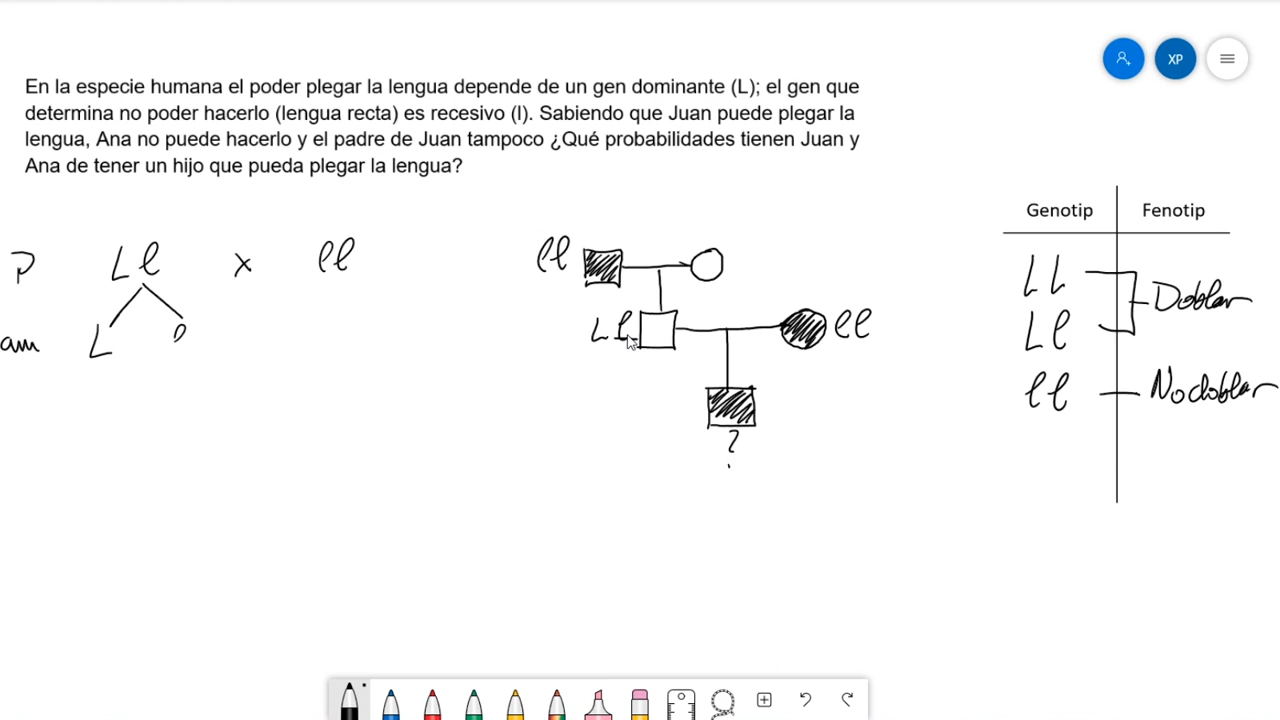 XP
En la especie humana el poder plegar la lengua depende de un gen dominante (L); el gen que
determina no poder hacerlo (lengua recta) es recesivo (l). Sabiendo que Juan puede plegar la
lengua, Ana no puede hacerlo y el padre de Juan tampoco ¿Qué probabilidades tienen Juan y
Ana de tener un hijo que pueda plegar la lengua?
Genotip Fenotip
P Ll x ll
ll
LL
Doblar
Ll ll
Ll
am L l
ll No doblar
?